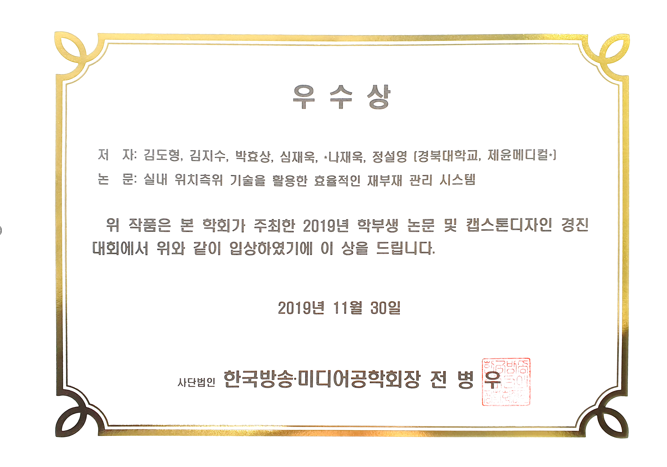 우 수 상
저 자: 김도형, 김지수, 박효상, 심재욱, *나재욱, 정설영 (경북대학교, 제윤메디컬*)
논 문: 실내 위치측위 기술을 활용한 효율적인 재부재 관리 시스템
위 작품은 본 학회가 주최한 2019년 학부생 논문 및 캡스톤디자인 경진
대회에서 위와 같이 입상하였기에 이 상을 드립니다.
2019년 11월 30일
사단법인 한국방송·미디어공학회장 전 병 우